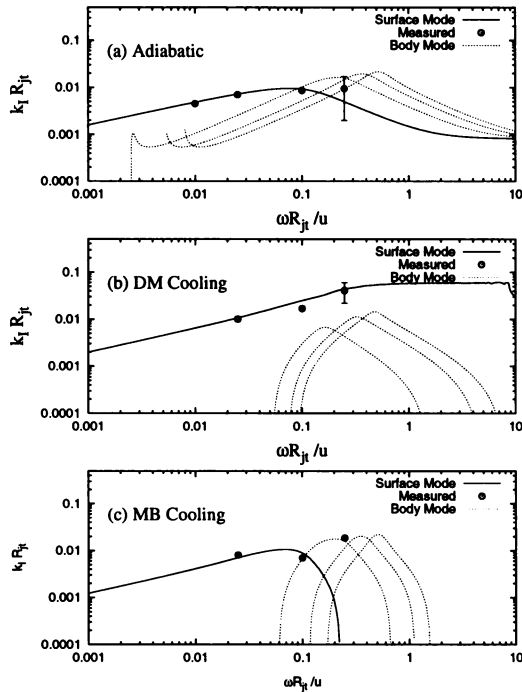 (a) Adiabatic
Surface Mode
Measured
Body Mode
k_I R_jt
0.1
0.01
0.001
0.0001
0.001 0.01 0.1 1 10
ωR_jt /u
(b) DM Cooling
Surface Mode
Measured
Body Mode
k_I R_jt
0.1
0.01
0.001
0.0001
0.001 0.01 0.1 1 10
ωR_jt /u
(c) MB Cooling
Surface Mode
Measured
Body Mode
k_I R_jt
0.1
0.01
0.001
0.0001
0.001 0.01 0.1 1 10
ωR_jt /u